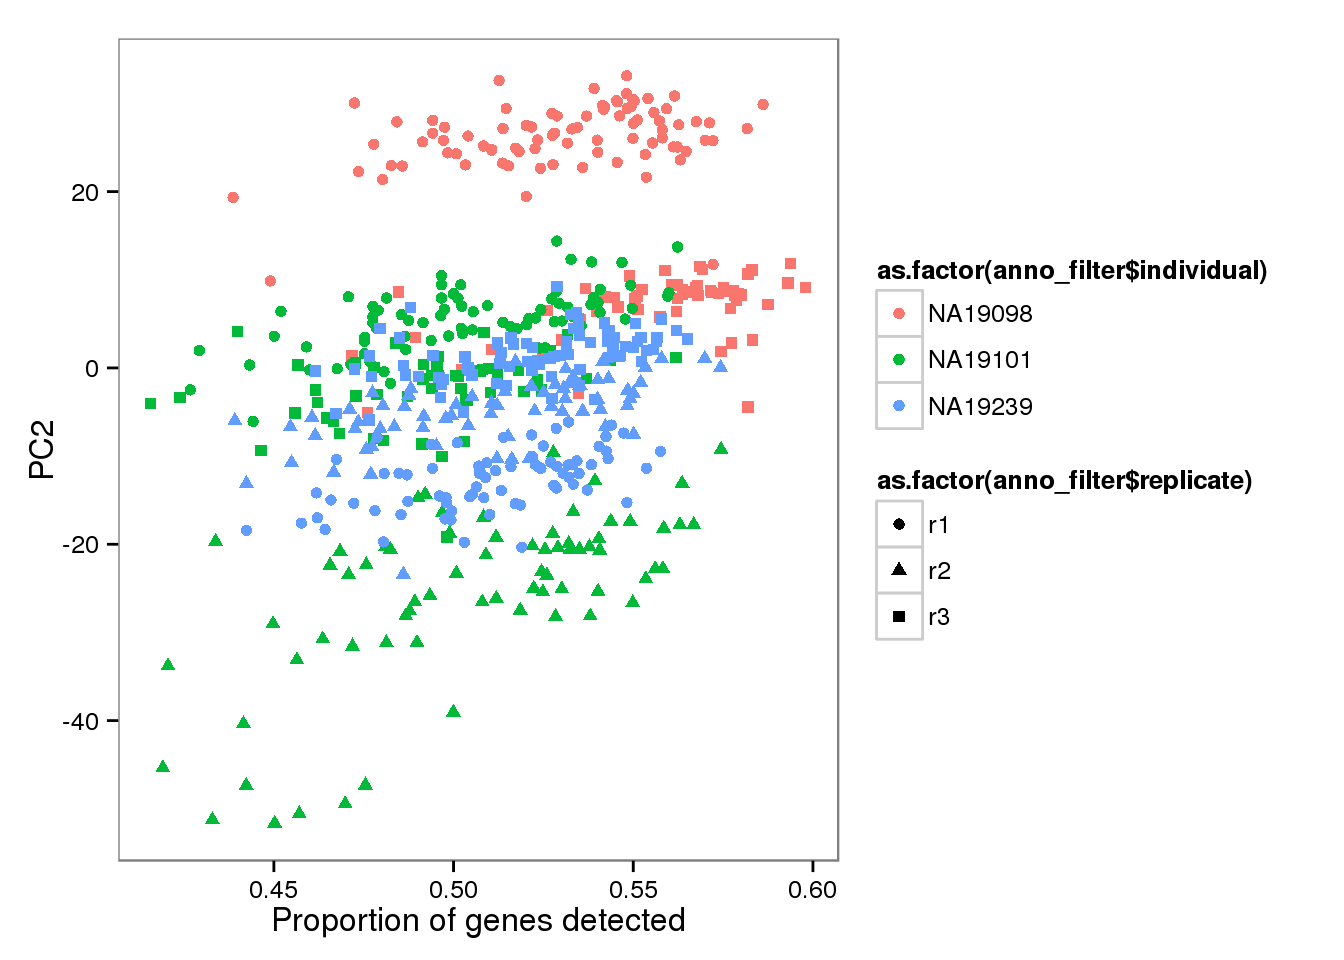 20
0
-20
-40
PC2
0.45
0.50
0.55
0.60
Proportion of genes detected
as.factor(anno_filter$individual)
NA19098
NA19101
NA19239
as.factor(anno_filter$replicate)
r1
r2
r3